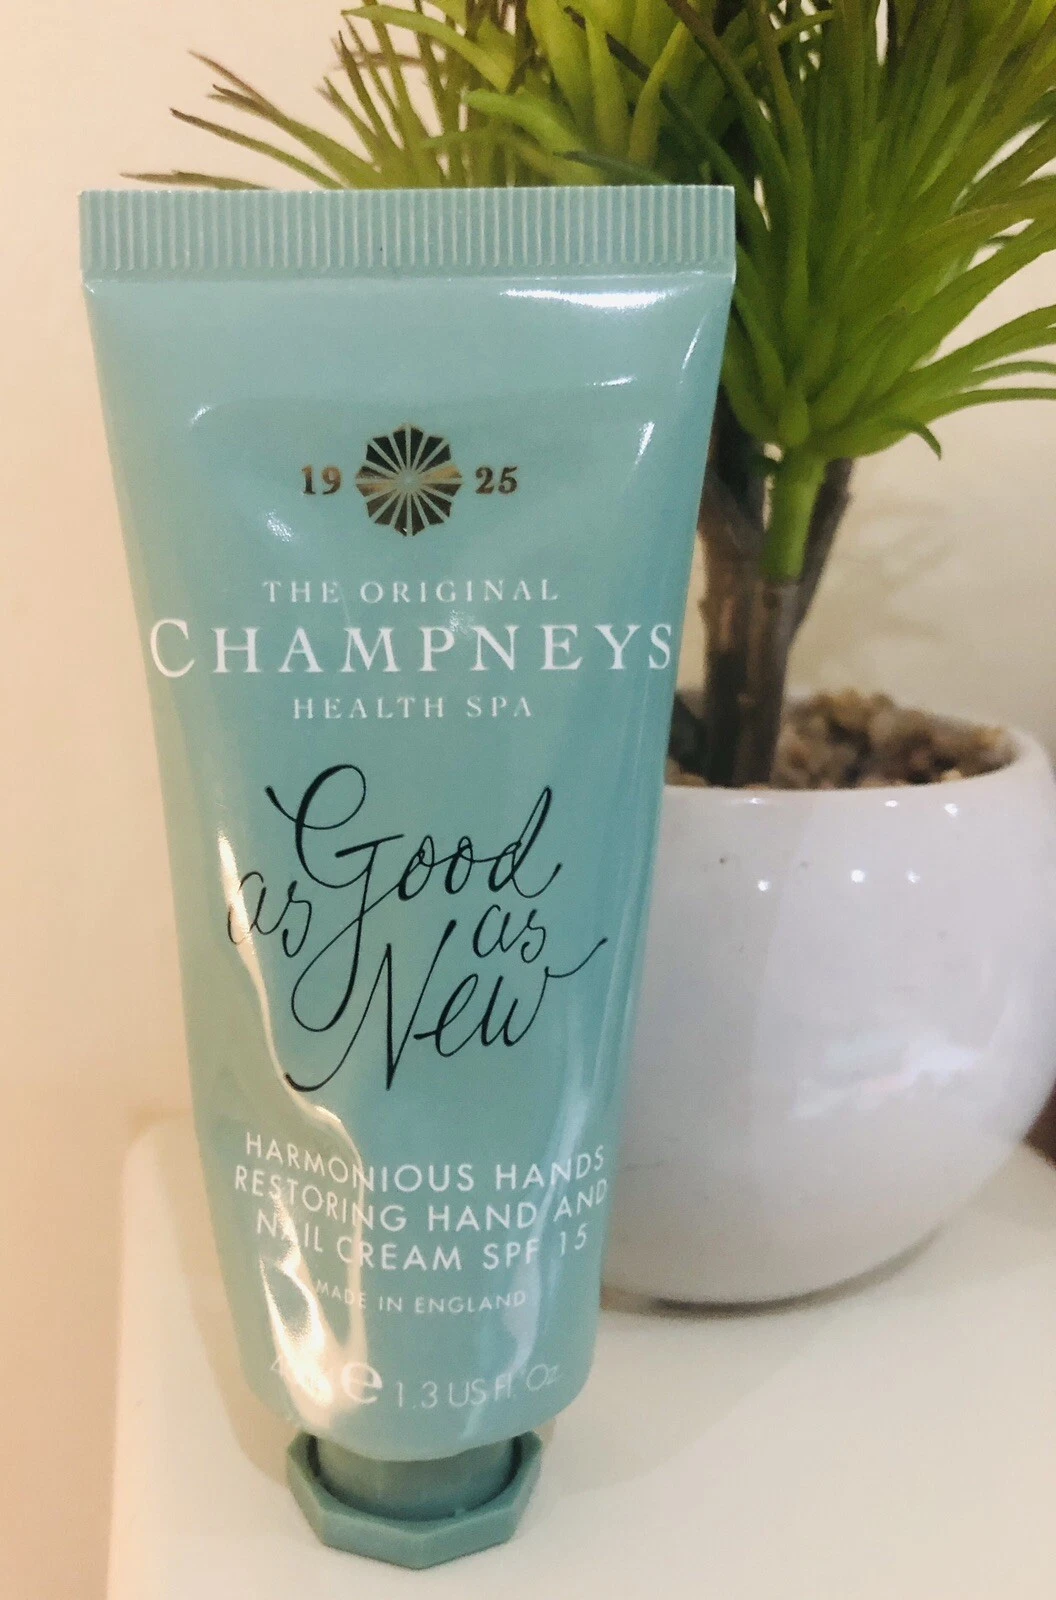 19 25
THE ORIGINAL
CHAMPNEYS
HEALTH SPA
as Good as
New
HARMONIOUS HANDS
RESTORING HAND AND
NAIL CREAM SPF 15
MADE IN ENGLAND
e 1.3 US Fl. Oz.